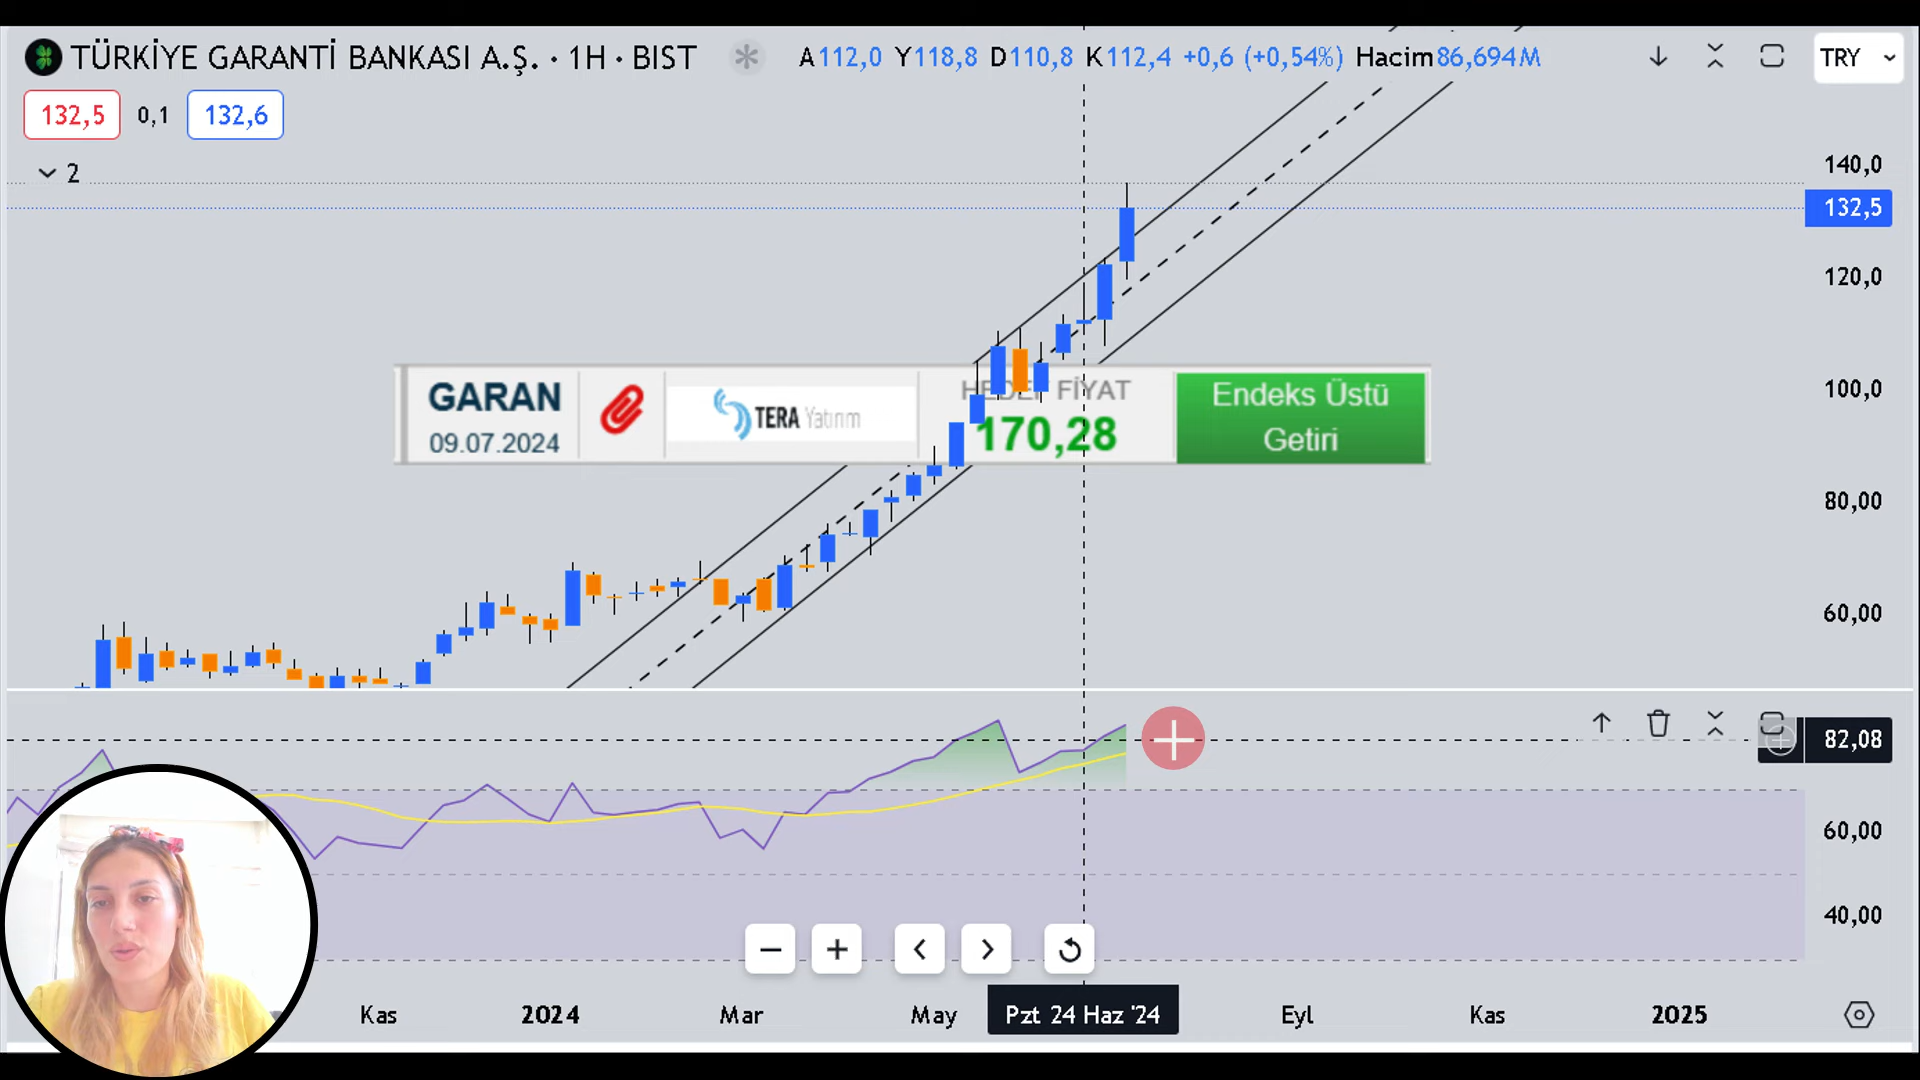 TÜRKİYE GARANTİ BANKASI A.Ş. · 1H · BIST
A112,0 Y118,8 D110,8 K112,4 +0,6 (+0,54%) Hacim86,694M
TRY
132,5 0,1 132,6
2
140,0
132,5
120,0
100,0
80,00
60,00
GARAN
09.07.2024
TERA Yatırım
HEDEF FİYAT
170,28
Endeks Üstü
Getiri
82,08
60,00
40,00
Kas 2024 Mar May Pzt 24 Haz '24 Eyl Kas 2025